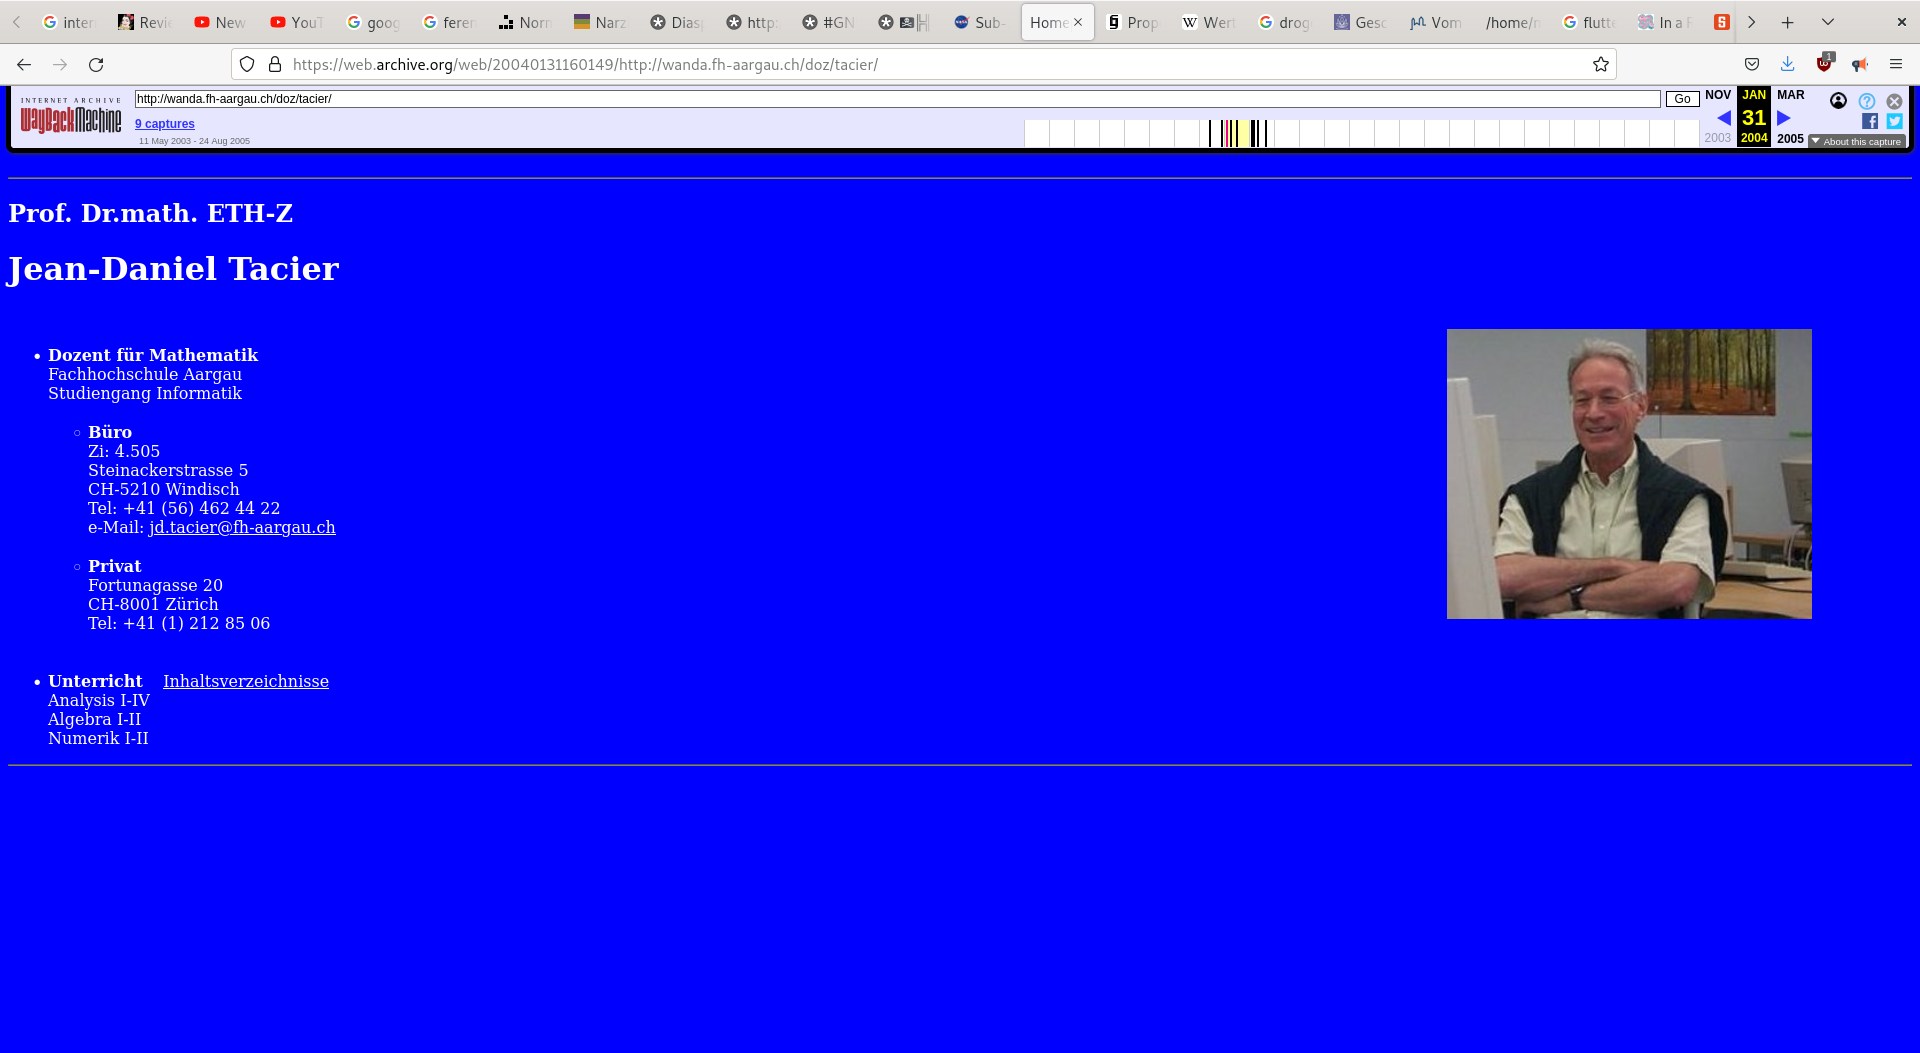 inter
Revi
New
YouT
goog
feren
Norn
Narz
Dias
http:
#GN
Sub-
Home
Prop
Wert
drog
Gesc
Vom
/home/n
flutte
In a F
https://web.archive.org/web/20040131160149/http://wanda.fh-aargau.ch/doz/tacier/
1
INTERNET ARCHIVE
WayBackMachine
http://wanda.fh-aargau.ch/doz/tacier/
Go
9 captures
11 May 2003 - 24 Aug 2005
NOV JAN MAR
31
2003 2004 2005
About this capture
Prof. Dr.math. ETH-Z
Jean-Daniel Tacier
Dozent für Mathematik
Fachhochschule Aargau
Studiengang Informatik
Büro
Zi: 4.505
Steinackerstrasse 5
CH-5210 Windisch
Tel: +41 (56) 462 44 22
e-Mail: jd.tacier@fh-aargau.ch
Privat
Fortunagasse 20
CH-8001 Zürich
Tel: +41 (1) 212 85 06
Unterricht Inhaltsverzeichnisse
Analysis I-IV
Algebra I-II
Numerik I-II